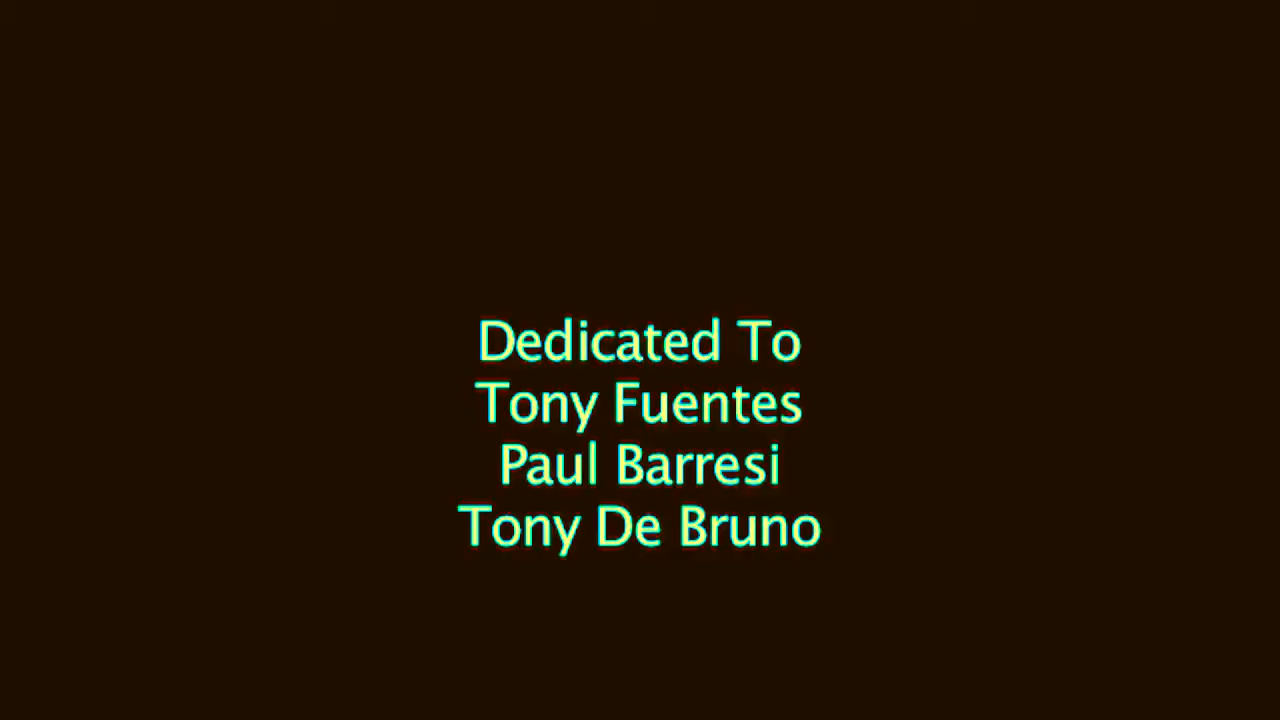 Dedicated To
Tony Fuentes
Paul Barresi
Tony De Bruno